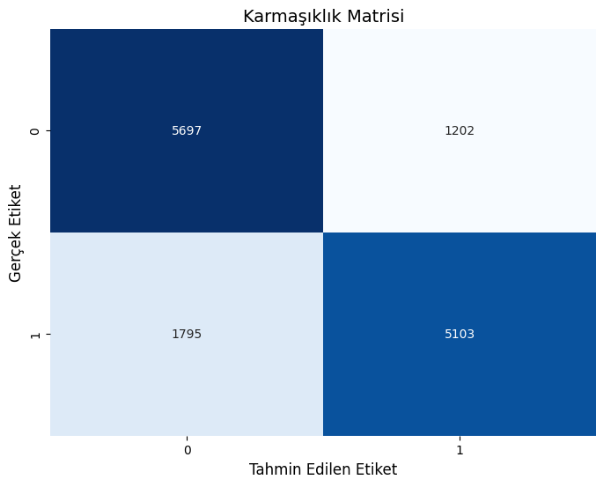 Karmaşıklık Matrisi
Gerçek Etiket
0
5697
1202
1
1795
5103
0
1
Tahmin Edilen Etiket